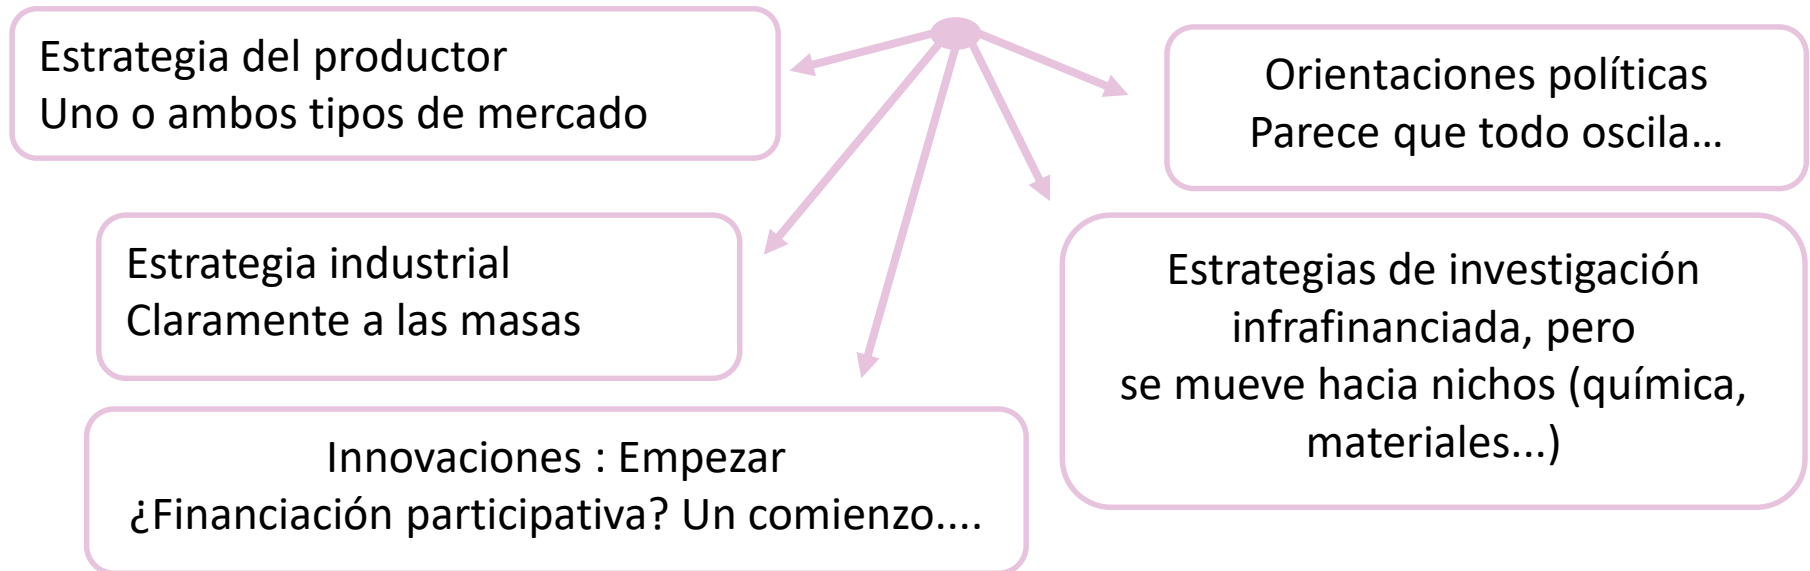 Estrategia del productor
Uno o ambos tipos de mercado
Orientaciones políticas
Parece que todo oscila...
Estrategia industrial
Claramente a las masas
Estrategias de investigación
infrafinanciada, pero
se mueve hacia nichos (química,
materiales...)
Innovaciones : Empezar
¿Financiación participativa? Un comienzo....